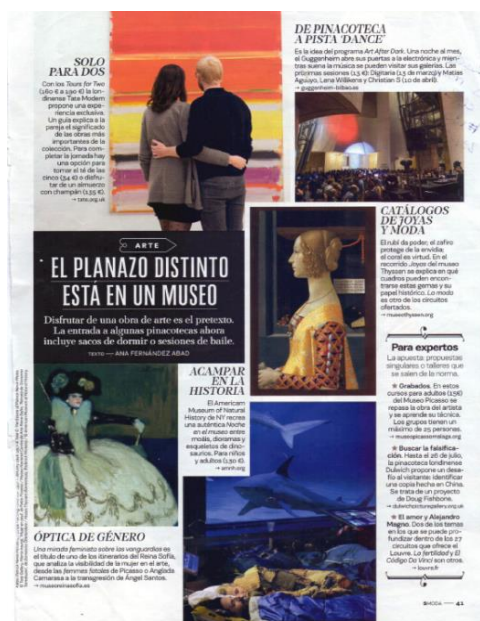 SOLO
PARA DOS
Con los Tours for Two
(160 € a 190 €) la lon-
dinense Tate Modern
propone una expe-
riencia exclusiva.
Un guía explica a la
pareja el significado
de las obras más
importantes de la
colección. Para com-
pletar la jornada hay
una opción para
tomar el té de las
cinco (34 €) o disfru-
tar de un almuerzo
con champán (135 €).
→ tate.org.uk
DE PINACOTECA
A PISTA 'DANCE'
Es la idea del programa Art After Dark. Una noche al mes,
el Guggenheim abre sus puertas a la electrónica y mien-
tras suena la música se pueden visitar sus galerías. Las
próximas sesiones (13 €): Digitaria (13 de marzo) y Matias
Aguayo, Lena Willikens y Christian S (10 de abril).
→ guggenheim-bilbao.es
ARTE
EL PLANAZO DISTINTO
ESTÁ EN UN MUSEO
Disfrutar de una obra de arte es el pretexto.
La entrada a algunas pinacotecas ahora
incluye sacos de dormir o sesiones de baile.
TEXTO — ANA FERNÁNDEZ ABAD
CATÁLOGOS
DE JOYAS
Y MODA
El rubí da poder, el zafiro
protege de la envidia;
el coral es virtud. En el
recorrido Joyas del museo
Thyssen se explica en qué
cuadros pueden encon-
trarse estas gemas y su
papel histórico. La moda
es otro de los circuitos
ofertados.
→ museothyssen.org
ACAMPAR
EN LA
HISTORIA
El American
Museum of Natural
History de NY recrea
una auténtica Noche
en el museo entre
moáis, dioramas y
esqueletos de dino-
saurios. Para niños
y adultos (130 €).
→ amnh.org
Para expertos
La apuesta: propuestas
singulares o talleres que
se salen de la norma.
★ Grabados. En estos
cursos para adultos (15€)
del Museo Picasso se
repasa la obra del artista
y se aprende su técnica.
Los grupos tienen un
máximo de 25 personas.
→ museopicassomalaga.org
★ Buscar la falsifica-
ción. Hasta el 26 de julio,
la pinacoteca londinense
Dulwich propone un desa-
fío al visitante: identificar
una copia hecha en China.
Se trata de un proyecto
de Doug Fishbone.
→ dulwichpicturegallery.org.uk
★ El amor y Alejandro
Magno. Dos de los temas
en los que se puede pro-
fundizar dentro de los 27
circuitos que ofrece el
Louvre. La fertilidad y El
Código Da Vinci son otros.
→ louvre.fr
ÓPTICA DE GÉNERO
Una mirada feminista sobre las vanguardias es
el título de uno de los itinerarios del Reina Sofía,
que analiza la visibilidad de la mujer en el arte,
desde las femmes fatales de Picasso o Anglada
Camarasa a la transgresión de Ángel Santos.
→ museoreinasofia.es
SMODA — 41